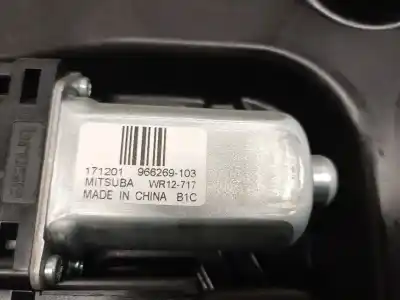 171201 966269-103
MITSUBA WR12-717
MADE IN CHINA B1C